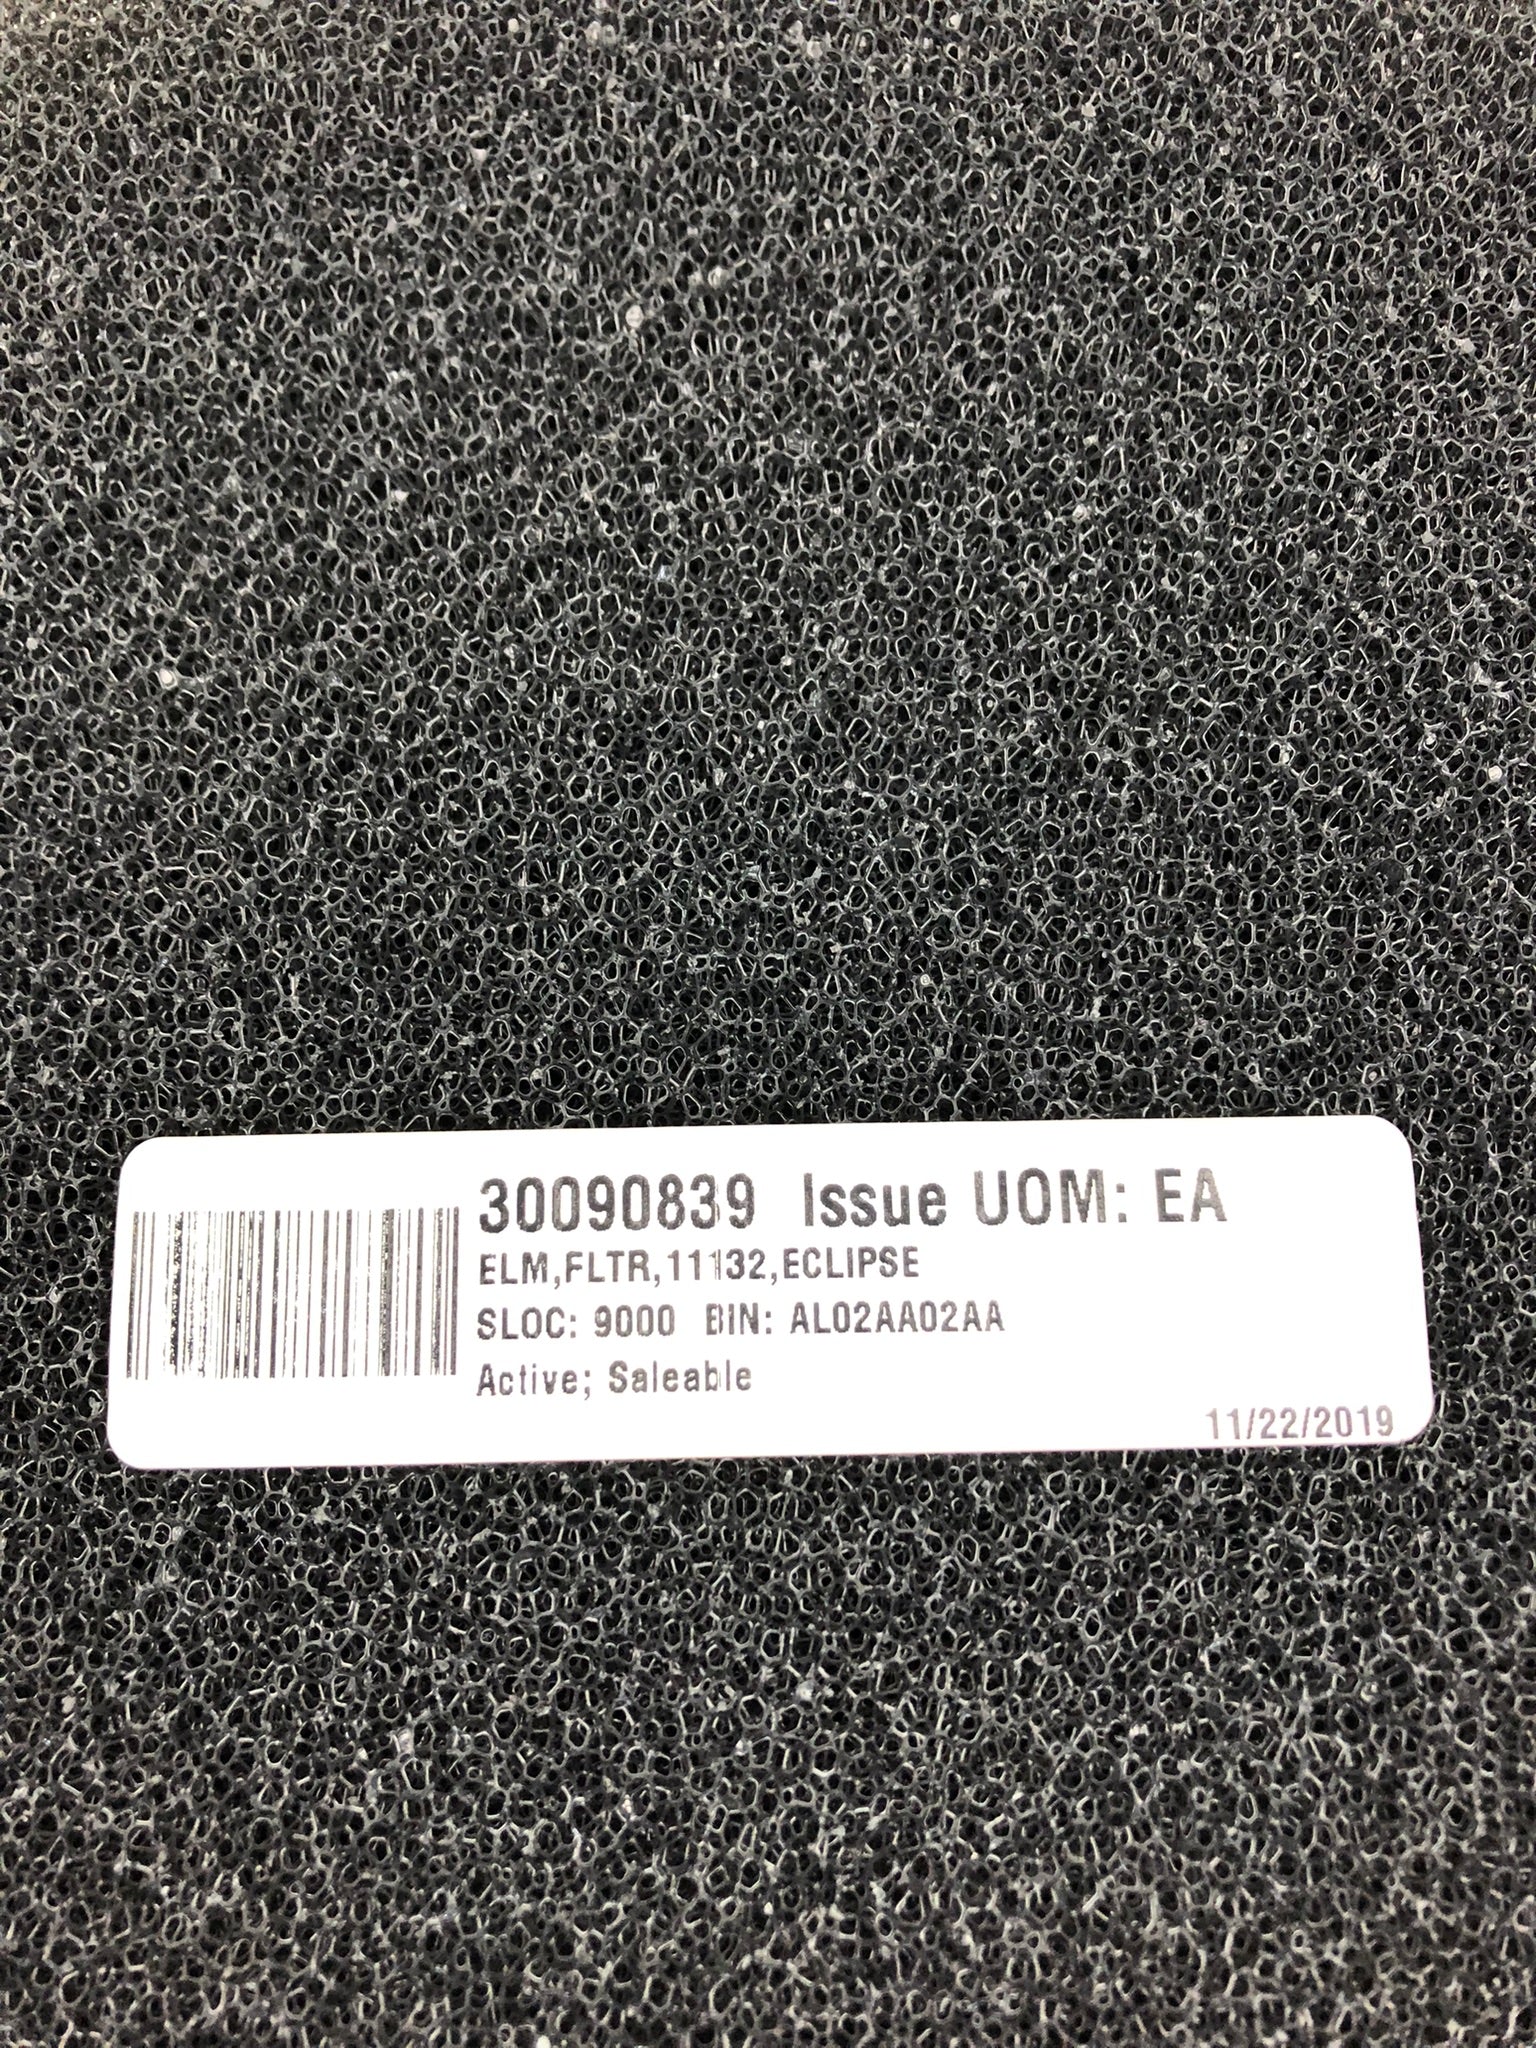 30090839 Issue UOM: EA
ELM,FLTR,11132,ECLIPSE
SLOC: 9000 BIN: AL02AA02AA
Active; Saleable
11/22/2019